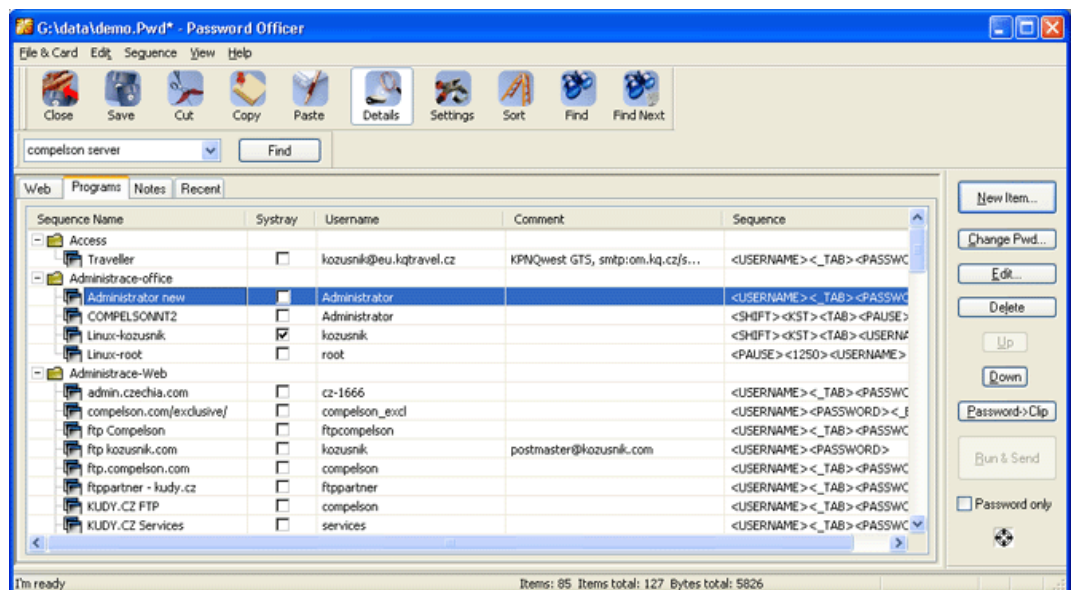 G:\data\demo.Pwd* - Password Officer
File & Card Edit Sequence View Help
Close Save Cut Copy Paste Details Settings Sort Find Find Next
compelson server Find
Web Programs Notes Recent
New Item...
Sequence Name Systray Username Comment Sequence
Access
Change Pwd...
Traveller kozusnik@eu.kqtravel.cz KPNQwest GTS, smtp:om.kq.cz/s... <USERNAME><_TAB><PASSWC
Administrace-office
Edit...
Administrator new Administrator <USERNAME><_TAB><PASSWC
Delete
COMPELSONNT2 Administrator <SHIFT><KST><TAB><PAUSE>
Linux-kozusnik kozusnik <SHIFT><KST><TAB><USERNA
Up
Linux-root root <PAUSE><1250><USERNAME>
Administrace-Web
Down
admin.czechia.com cz-1666 <USERNAME><_TAB><PASSWC
compelson.com/exclusive/ compelson_excl <USERNAME><PASSWORD><_E
Password->Clip
ftp Compelson ftpcompelson <USERNAME><_TAB><PASSWC
ftp kozusnik.com kozusnik postmaster@kozusnik.com <USERNAME><PASSWORD>
Run & Send
ftp.compelson.com compelson <USERNAME><_TAB><PASSWC
ftppartner - kudy.cz ftppartner <USERNAME><_TAB><PASSWC
KUDY.CZ FTP compelson <USERNAME><_TAB><PASSWC
Password only
KUDY.CZ Services services <USERNAME><_TAB><PASSWC
I'm ready Items: 85 Items total: 127 Bytes total: 5826